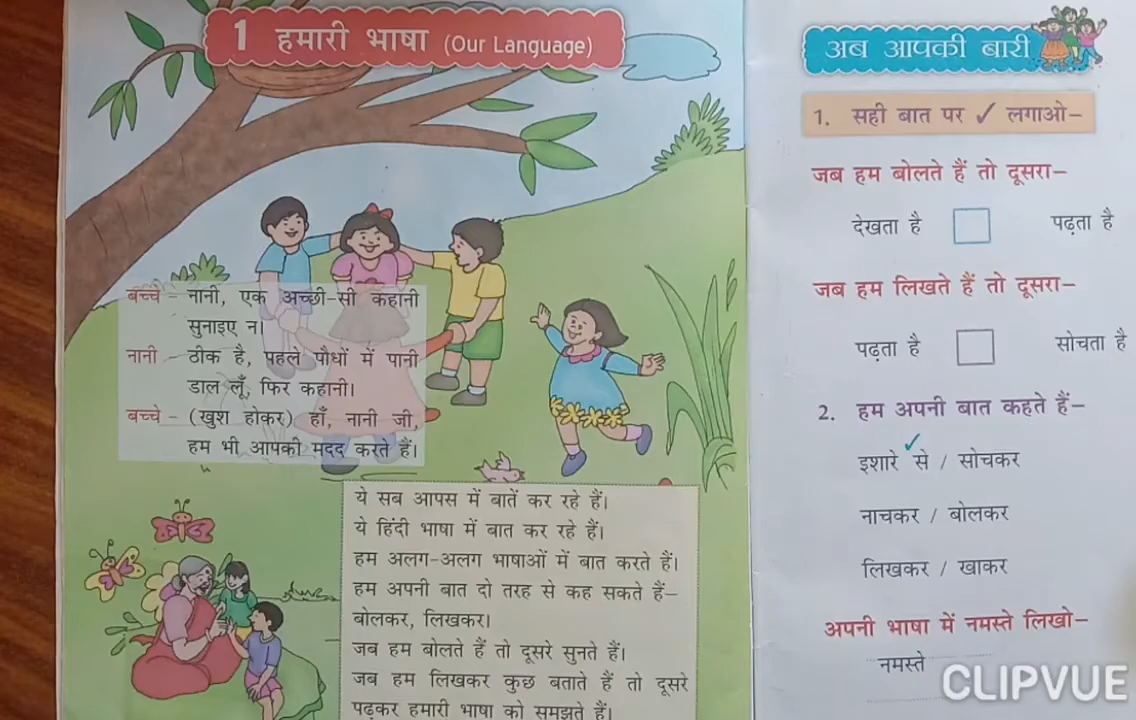 1 हमारी भाषा (Our Language)
बच्चे – नानी, एक अच्छी-सी कहानी
सुनाइए न।
नानी – ठीक है, पहले पौधों में पानी
डाल लूँ, फिर कहानी।
बच्चे – (खुश होकर) हाँ, नानी जी,
हम भी आपकी मदद करते हैं।
ये सब आपस में बातें कर रहे हैं।
ये हिंदी भाषा में बात कर रहे हैं।
हम अलग-अलग भाषाओं में बात करते हैं।
हम अपनी बात दो तरह से कह सकते हैं–
बोलकर, लिखकर।
जब हम बोलते हैं तो दूसरे सुनते हैं।
जब हम लिखकर कुछ बताते हैं तो दूसरे
पढ़कर हमारी भाषा को समझते हैं।
अब आपकी बारी
1. सही बात पर ✓ लगाओ–
जब हम बोलते हैं तो दूसरा–
देखता है पढ़ता है
जब हम लिखते हैं तो दूसरा–
पढ़ता है सोचता है
2. हम अपनी बात कहते हैं–
इशारे से / सोचकर
नाचकर / बोलकर
लिखकर / खाकर
अपनी भाषा में नमस्ते लिखो–
नमस्ते
CLIPVUE